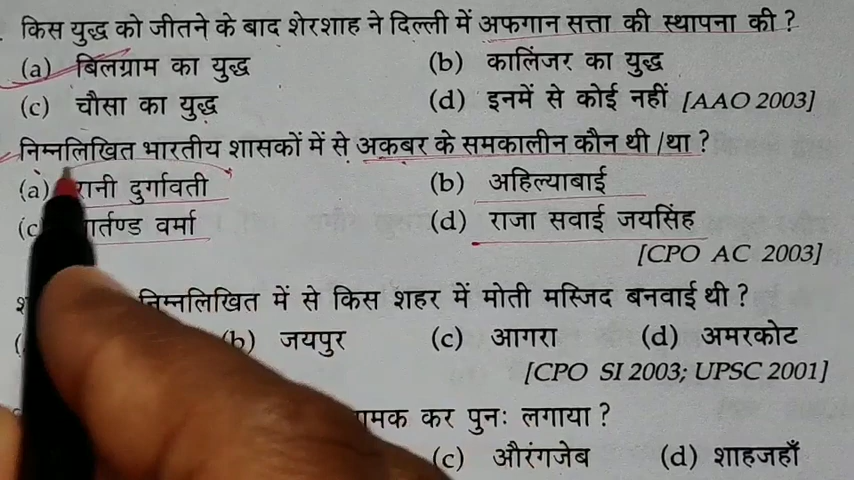 किस युद्ध को जीतने के बाद शेरशाह ने दिल्ली में अफगान सत्ता की स्थापना की ?
(a) बिलग्राम का युद्ध (b) कालिंजर का युद्ध
(c) चौसा का युद्ध (d) इनमें से कोई नहीं [AAO 2003]
निम्नलिखित भारतीय शासकों में से अकबर के समकालीन कौन थी /था ?
(a) रानी दुर्गावती (b) अहिल्याबाई
(c) मार्तण्ड वर्मा (d) राजा सवाई जयसिंह
[CPO AC 2003]
निम्नलिखित में से किस शहर में मोती मस्जिद बनवाई थी ?
(b) जयपुर (c) आगरा (d) अमरकोट
[CPO SI 2003; UPSC 2001]
कर पुनः लगाया ?
(c) औरंगजेब (d) शाहजहाँ